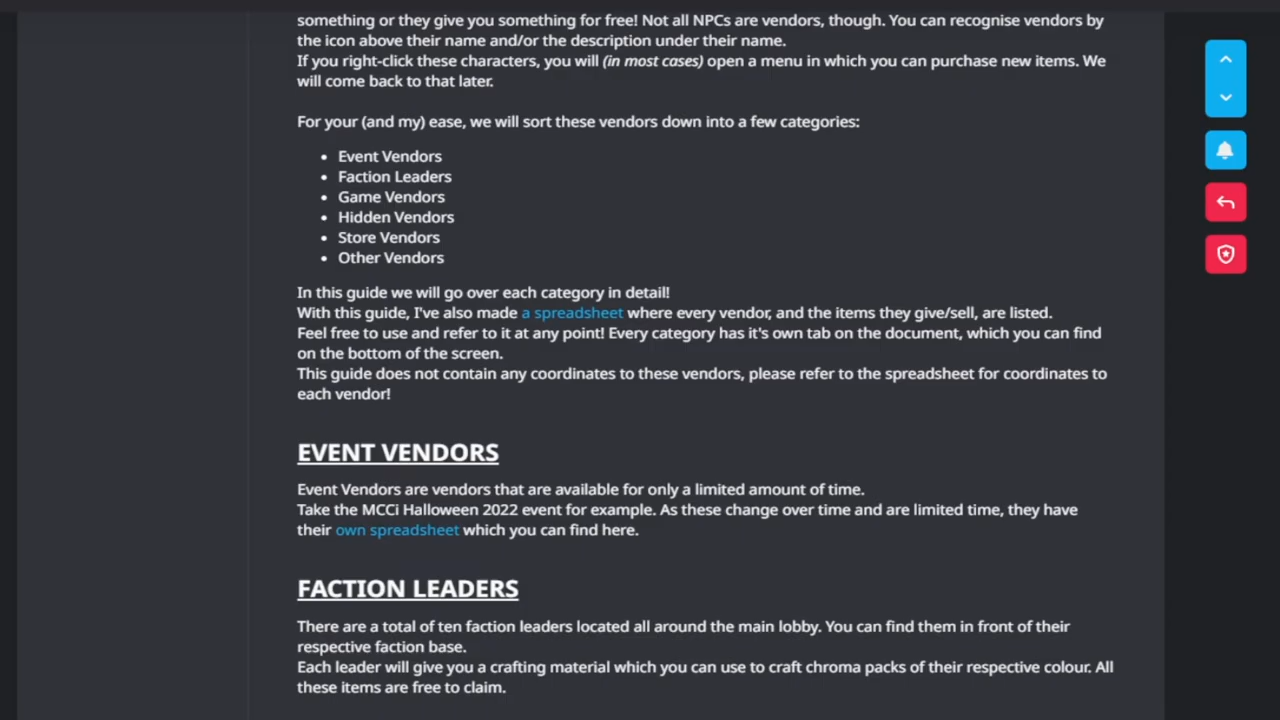 something or they give you something for free! Not all NPCs are vendors, though. You can recognise vendors by
the icon above their name and/or the description under their name.
If you right-click these characters, you will (in most cases) open a menu in which you can purchase new items. We
will come back to that later.
For your (and my) ease, we will sort these vendors down into a few categories:
• Event Vendors
• Faction Leaders
• Game Vendors
• Hidden Vendors
• Store Vendors
• Other Vendors
In this guide we will go over each category in detail!
With this guide, I've also made a spreadsheet where every vendor, and the items they give/sell, are listed.
Feel free to use and refer to it at any point! Every category has it's own tab on the document, which you can find
on the bottom of the screen.
This guide does not contain any coordinates to these vendors, please refer to the spreadsheet for coordinates to
each vendor!
EVENT VENDORS
Event Vendors are vendors that are available for only a limited amount of time.
Take the MCCi Halloween 2022 event for example. As these change over time and are limited time, they have
their own spreadsheet which you can find here.
FACTION LEADERS
There are a total of ten faction leaders located all around the main lobby. You can find them in front of their
respective faction base.
Each leader will give you a crafting material which you can use to craft chroma packs of their respective colour. All
these items are free to claim.